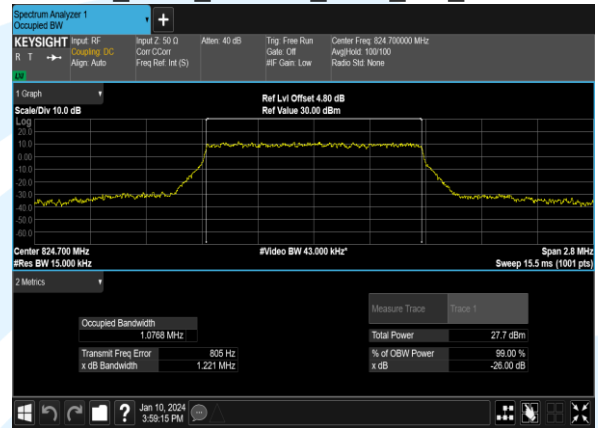 Spectrum Analyzer 1
Occupied BW
KEYSIGHT
R T
LV
Input: RF
Coupling: DC
Align: Auto
Input Z: 50 Ω
Corr CCorr
Freq Ref: Int (S)
Atten: 40 dB
Trig: Free Run
Gate: Off
#IF Gain: Low
Center Freq: 824.700000 MHz
Avg|Hold: 100/100
Radio Std: None
1 Graph
Scale/Div 10.0 dB
Ref Lvl Offset 4.80 dB
Ref Value 30.00 dBm
Log
20.0
10.0
0.00
-10.0
-20.0
-30.0
-40.0
-50.0
-60.0
Center 824.700 MHz
#Video BW 43.000 kHz*
Span 2.8 MHz
#Res BW 15.000 kHz
Sweep 15.5 ms (1001 pts)
2 Metrics
Measure Trace
Trace 1
Occupied Bandwidth
1.0768 MHz
Total Power
27.7 dBm
Transmit Freq Error
805 Hz
% of OBW Power
99.00 %
x dB Bandwidth
1.221 MHz
x dB
-26.00 dB
?
Jan 10, 2024
3:59:15 PM